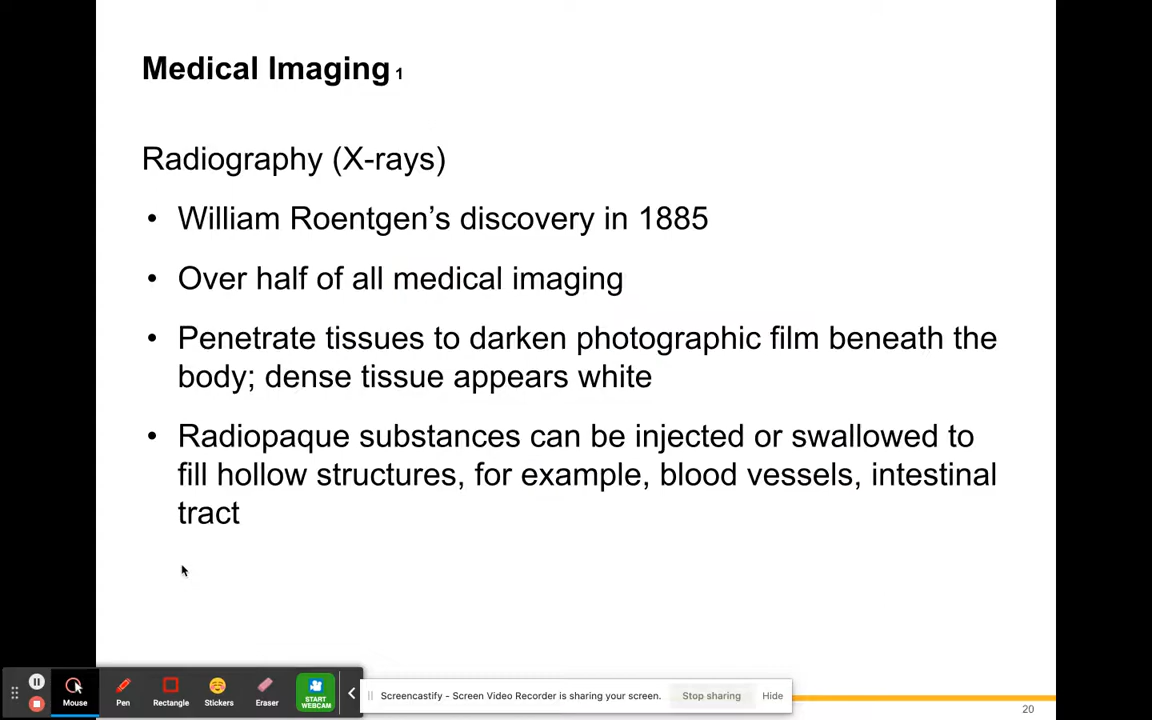 Medical Imaging 1
Radiography (X-rays)
• William Roentgen’s discovery in 1885
• Over half of all medical imaging
• Penetrate tissues to darken photographic film beneath the
body; dense tissue appears white
• Radiopaque substances can be injected or swallowed to
fill hollow structures, for example, blood vessels, intestinal
tract
Mouse
Pen
Rectangle
Stickers
Eraser
START
WEBCAM
Screencastify - Screen Video Recorder is sharing your screen.
Stop sharing
Hide
20